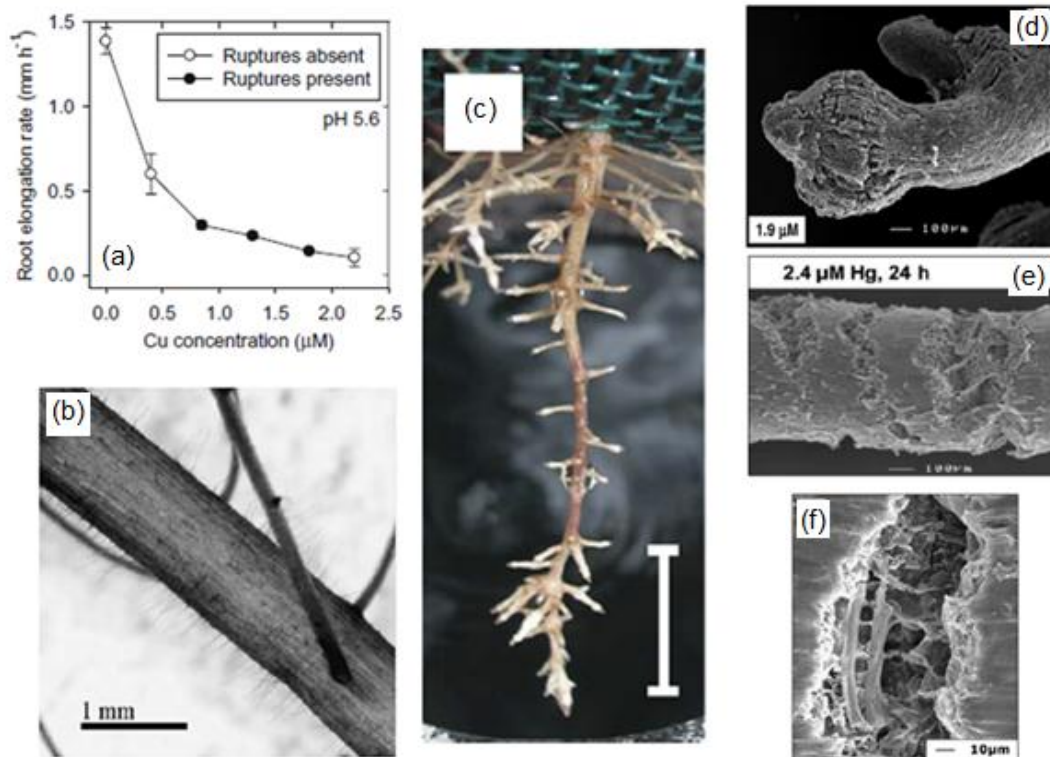 (a)
Root elongation rate (mm h⁻¹)
1.5
1.0
0.5
0.0
Ruptures absent
Ruptures present
pH 5.6
0.0 0.5 1.0 1.5 2.0 2.5
Cu concentration (μM)
(b)
1 mm
(c)
(d)
1.9 μM
100μm
2.4 μM Hg, 24 h
(e)
100μm
(f)
10μm